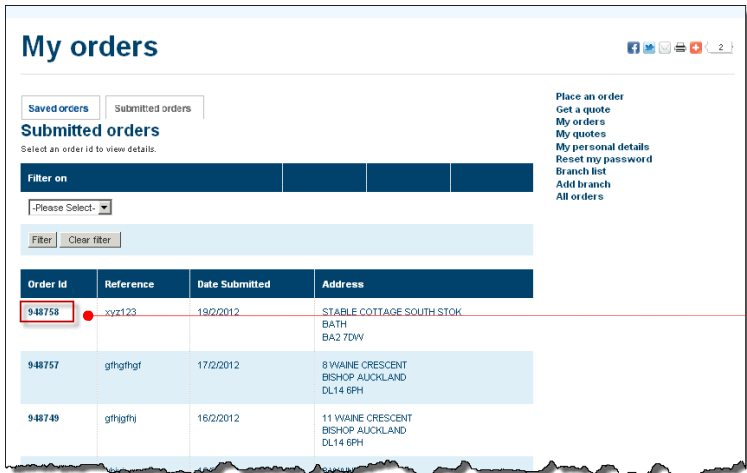 My orders
2
Saved orders
Submitted orders
Submitted orders
Select an order id to view details.
Filter on
-Please Select-
Filter
Clear filter
Order Id Reference Date Submitted Address
948758 xyz123 19/2/2012 STABLE COTTAGE SOUTH STOK
BATH
BA2 7DW
948757 gfhgfhgf 17/2/2012 8 WAINE CRESCENT
BISHOP AUCKLAND
DL14 6PH
948749 gfhjgfhj 16/2/2012 11 WAINE CRESCENT
BISHOP AUCKLAND
DL14 6PH
Place an order
Get a quote
My orders
My quotes
My personal details
Reset my password
Branch list
Add branch
All orders